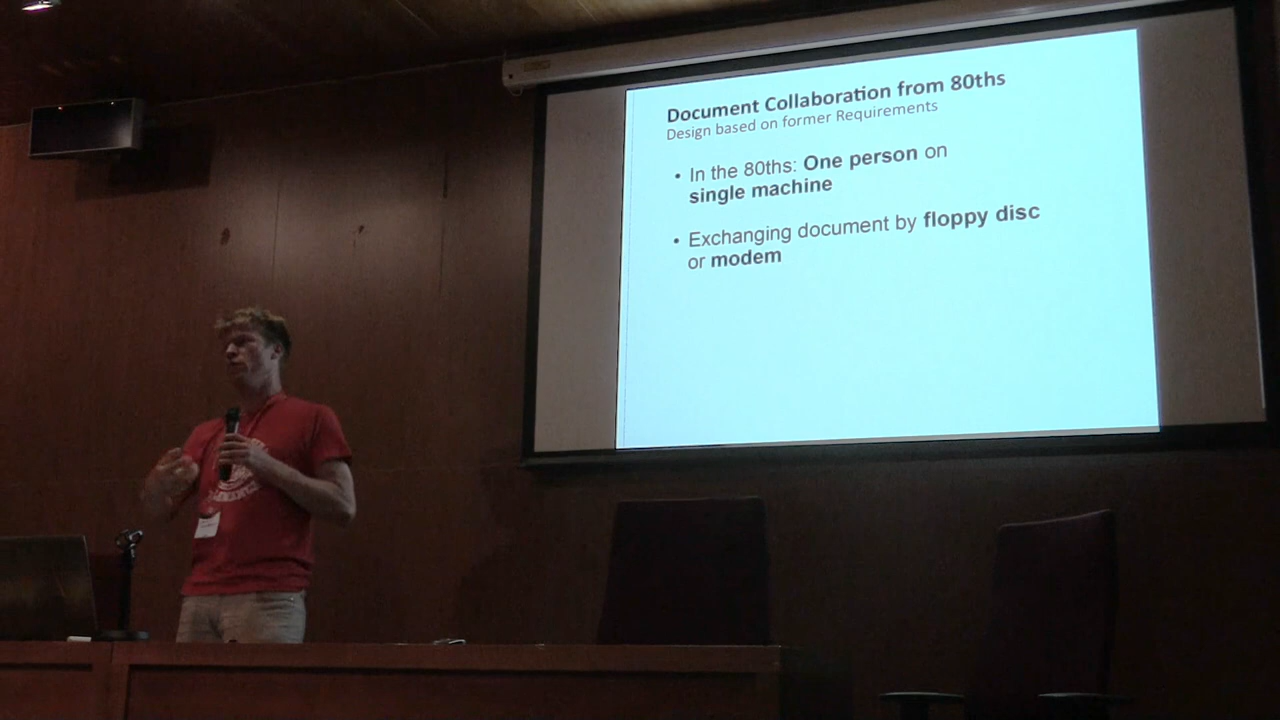 Document Collaboration from 80ths
Design based on former Requirements
• In the 80ths: One person on
single machine
• Exchanging document by floppy disc
or modem